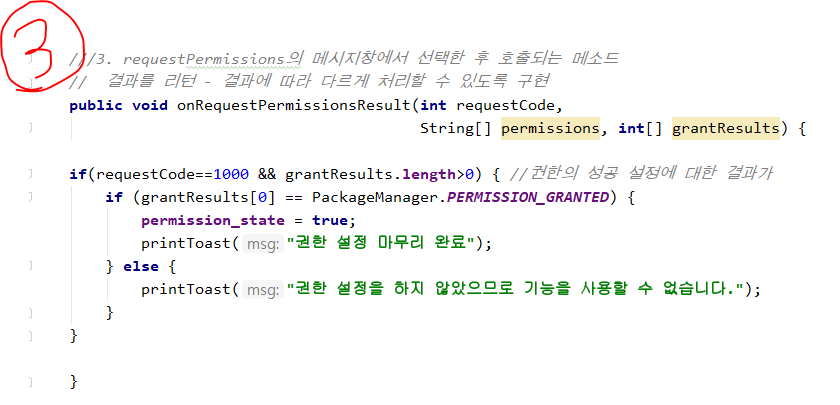 3
///3. requestPermissions의 메시지창에서 선택한 후 호출되는 메소드
//  결과를 리턴 - 결과에 따라 다르게 처리할 수 있도록 구현
public void onRequestPermissionsResult(int requestCode,
String[] permissions, int[] grantResults) {
if(requestCode==1000 && grantResults.length>0) { //권한의 성공 설정에 대한 결과가
if (grantResults[0] == PackageManager.PERMISSION_GRANTED) {
permission_state = true;
printToast( msg: "권한 설정 마무리 완료");
} else {
printToast( msg: "권한 설정을 하지 않았으므로 기능을 사용할 수 없습니다.");
}
}
}